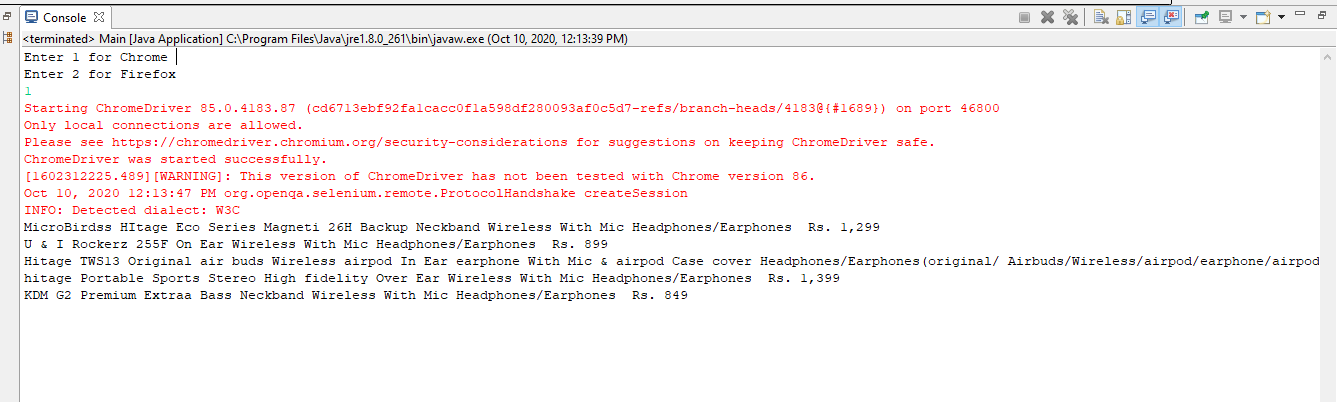 Console
<terminated> Main [Java Application] C:\Program Files\Java\jre1.8.0_261\bin\javaw.exe (Oct 10, 2020, 12:13:39 PM)
Enter 1 for Chrome
Enter 2 for Firefox
1
Starting ChromeDriver 85.0.4183.87 (cd6713ebf92fa1cacc0f1a598df280093af0c5d7-refs/branch-heads/4183@{#1689}) on port 46800
Only local connections are allowed.
Please see https://chromedriver.chromium.org/security-considerations for suggestions on keeping ChromeDriver safe.
ChromeDriver was started successfully.
[1602312225.489][WARNING]: This version of ChromeDriver has not been tested with Chrome version 86.
Oct 10, 2020 12:13:47 PM org.openqa.selenium.remote.ProtocolHandshake createSession
INFO: Detected dialect: W3C
MicroBirdss HItage Eco Series Magneti 26H Backup Neckband Wireless With Mic Headphones/Earphones  Rs. 1,299
U & I Rockerz 255F On Ear Wireless With Mic Headphones/Earphones  Rs. 899
Hitage TWS13 Original air buds Wireless airpod In Ear earphone With Mic & airpod Case cover Headphones/Earphones(original/ Airbuds/Wireless/airpod/earphone/airpod
hitage Portable Sports Stereo High fidelity Over Ear Wireless With Mic Headphones/Earphones  Rs. 1,399
KDM G2 Premium Extraa Bass Neckband Wireless With Mic Headphones/Earphones  Rs. 849